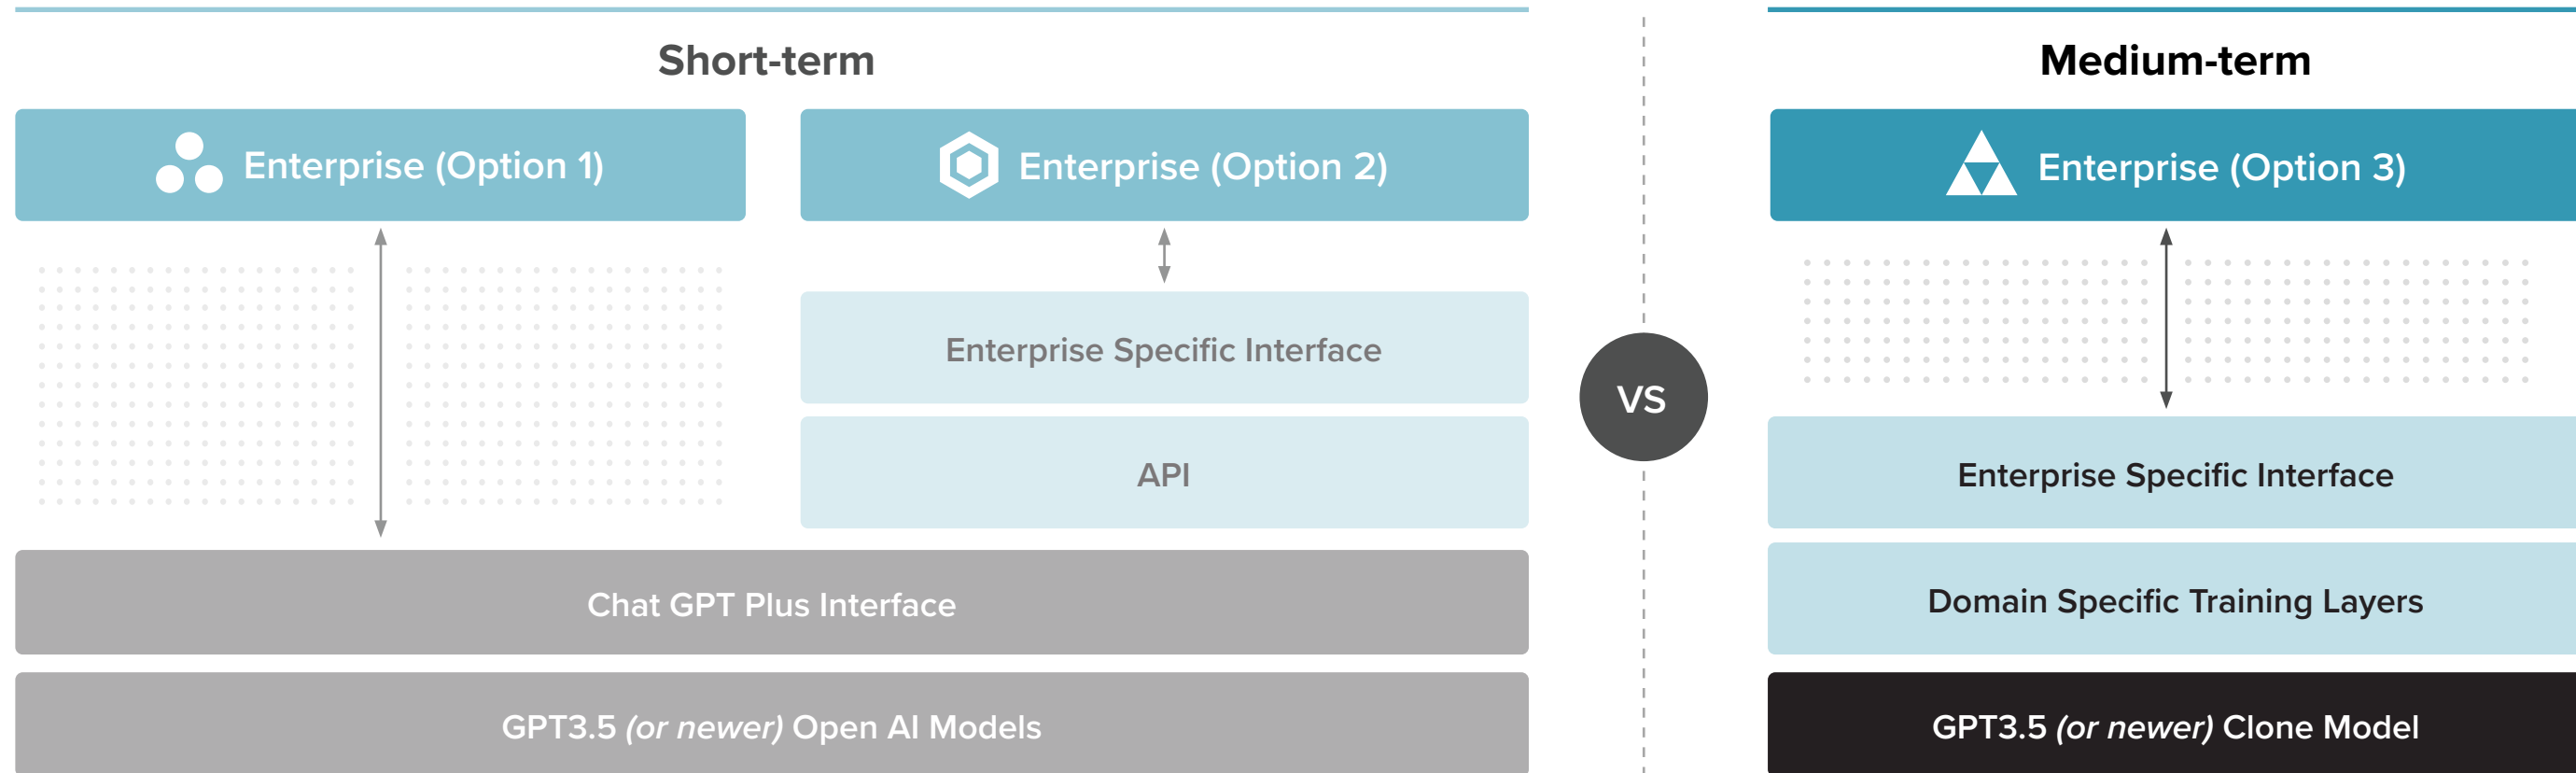 Short-term
Enterprise (Option 1)
Enterprise (Option 2)
Enterprise Specific Interface
API
Chat GPT Plus Interface
GPT3.5 (or newer) Open AI Models
VS
Medium-term
Enterprise (Option 3)
Enterprise Specific Interface
Domain Specific Training Layers
GPT3.5 (or newer) Clone Model